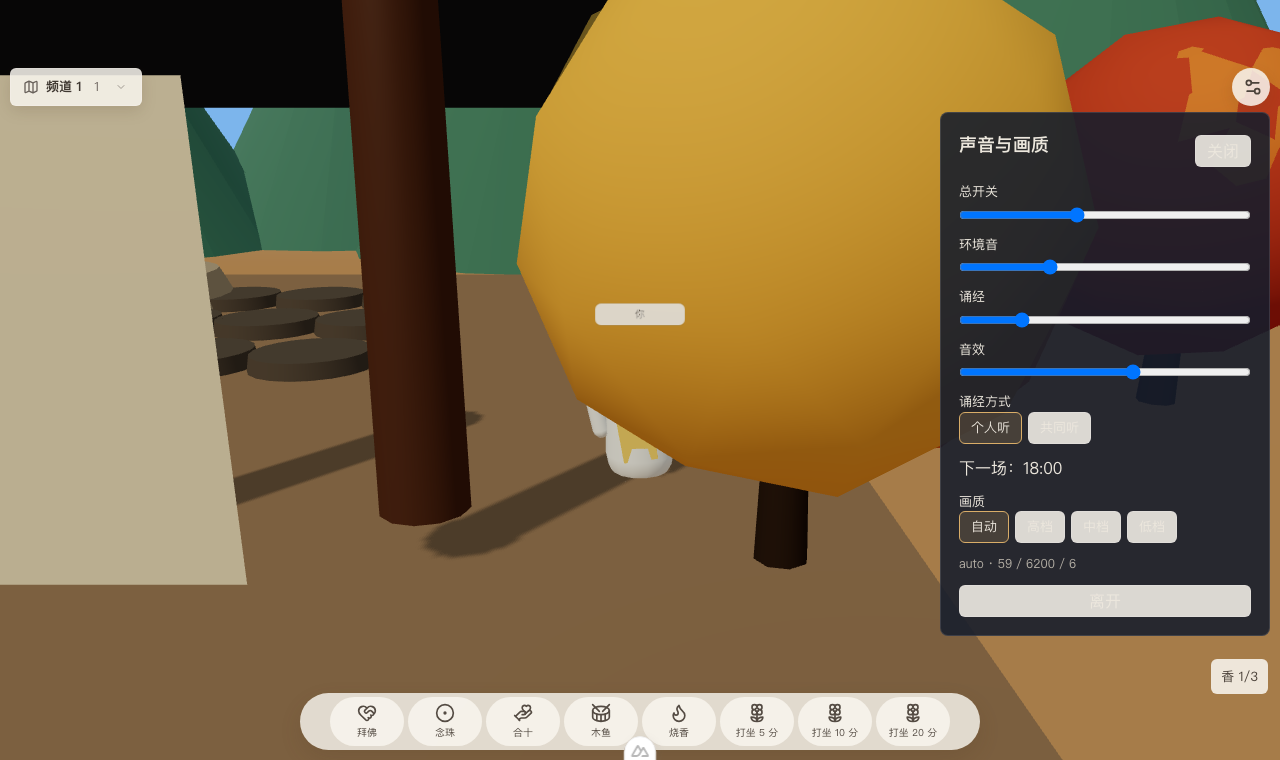 频道 1 1
声音与画质
关闭
总开关
环境音
诵经
音效
诵经方式
个人听 共同听
下一场：18:00
画质
自动 高档 中档 低档
auto · 59 / 6200 / 6
离开
你
香 1/3
拜佛 念珠 合十 木鱼 烧香 打坐 5 分 打坐 10 分 打坐 20 分